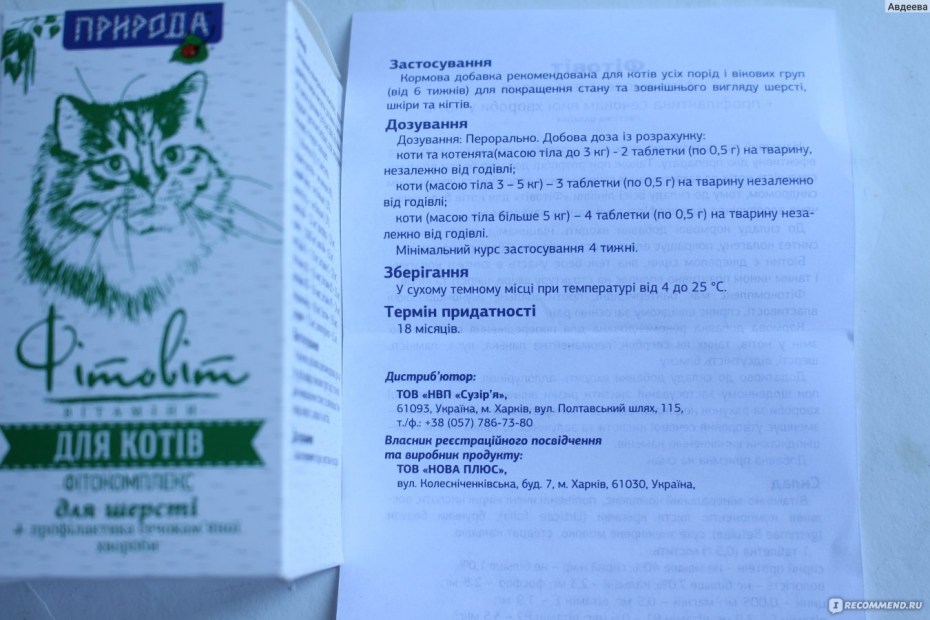 Авдеева
ПРИРОДА
Фітовіт
ВІТАМІНИ
ДЛЯ КОТІВ
ФІТОКОМПЛЕКС
для шерсті
+ профілактика сечокам'яної
хвороби
Застосування
Кормова добавка рекомендована для котів усіх порід і вікових груп
(від 6 тижнів) для покращення стану та зовнішнього вигляду шерсті,
шкіри та кігтів.
Дозування
Дозування: Перорально. Добова доза із розрахунку:
коти та котенята(масою тіла до 3 кг) - 2 таблетки (по 0,5 г) на тварину,
незалежно від годівлі;
коти (масою тіла 3 – 5 кг) – 3 таблетки (по 0,5 г) на тварину незалежно
від годівлі;
коти (масою тіла більше 5 кг) – 4 таблетки (по 0,5 г) на тварину неза-
лежно від годівлі.
Мінімальний курс застосування 4 тижні.
Зберігання
У сухому темному місці при температурі від 4 до 25 °С.
Термін придатності
18 місяців.
Дистриб'ютор:
ТОВ «НВП «Сузір'я»,
61093, Україна, м. Харків, вул. Полтавський шлях, 115,
т./ф.: +38 (057) 786-73-80
Власник реєстраційного посвідчення
та виробник продукту:
ТОВ «НОВА ПЛЮС»,
вул. Колесніченківська, буд. 7, м. Харків, 61030, Україна,
IRECOMMEND.RU